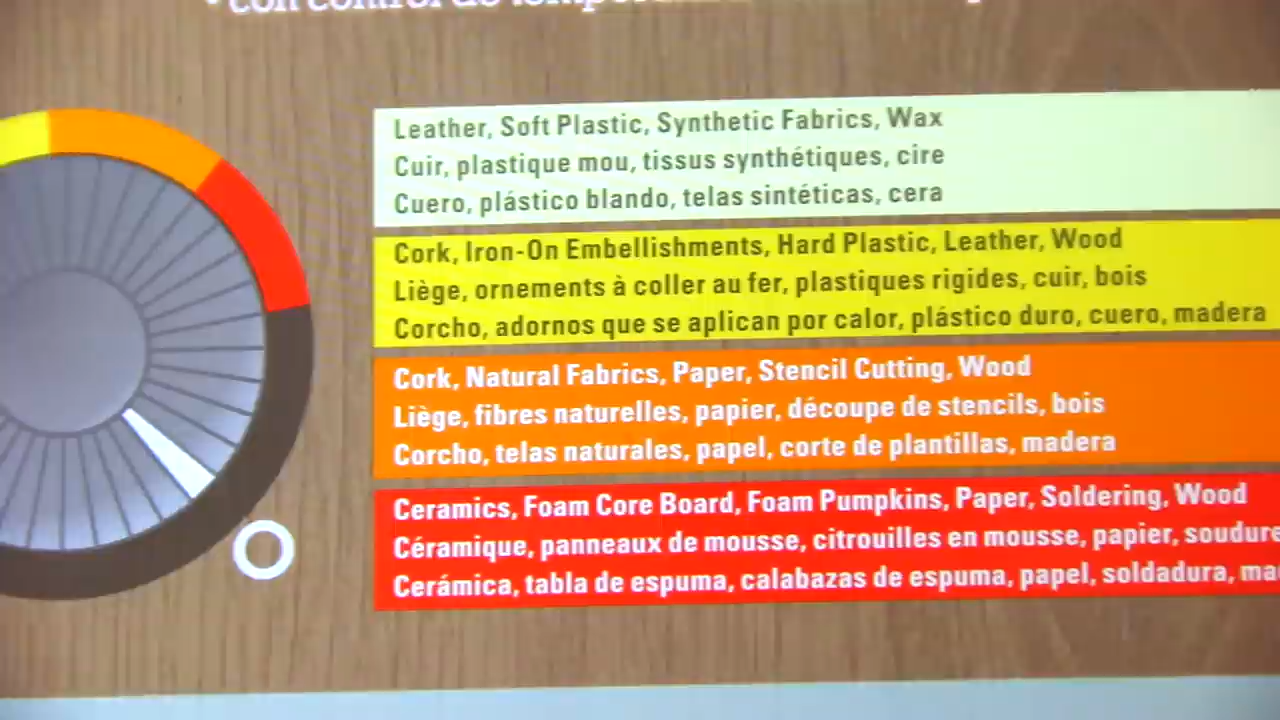 con control de
Leather, Soft Plastic, Synthetic Fabrics, Wax
Cuir, plastique mou, tissus synthétiques, cire
Cuero, plástico blando, telas sintéticas, cera
Cork, Iron-On Embellishments, Hard Plastic, Leather, Wood
Liège, ornements à coller au fer, plastiques rigides, cuir, bois
Corcho, adornos que se aplican por calor, plástico duro, cuero, madera
Cork, Natural Fabrics, Paper, Stencil Cutting, Wood
Liège, fibres naturelles, papier, découpe de stencils, bois
Corcho, telas naturales, papel, corte de plantillas, madera
Ceramics, Foam Core Board, Foam Pumpkins, Paper, Soldering, Wood
Céramique, panneaux de mousse, citrouilles en mousse, papier, soudure
Cerámica, tabla de espuma, calabazas de espuma, papel, soldadura,